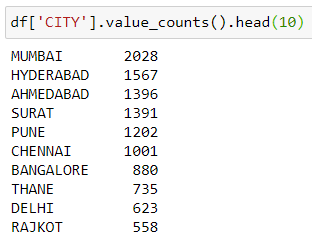 df['CITY'].value_counts().head(10)
MUMBAI 2028
HYDERABAD 1567
AHMEDABAD 1396
SURAT 1391
PUNE 1202
CHENNAI 1001
BANGALORE 880
THANE 735
DELHI 623
RAJKOT 558